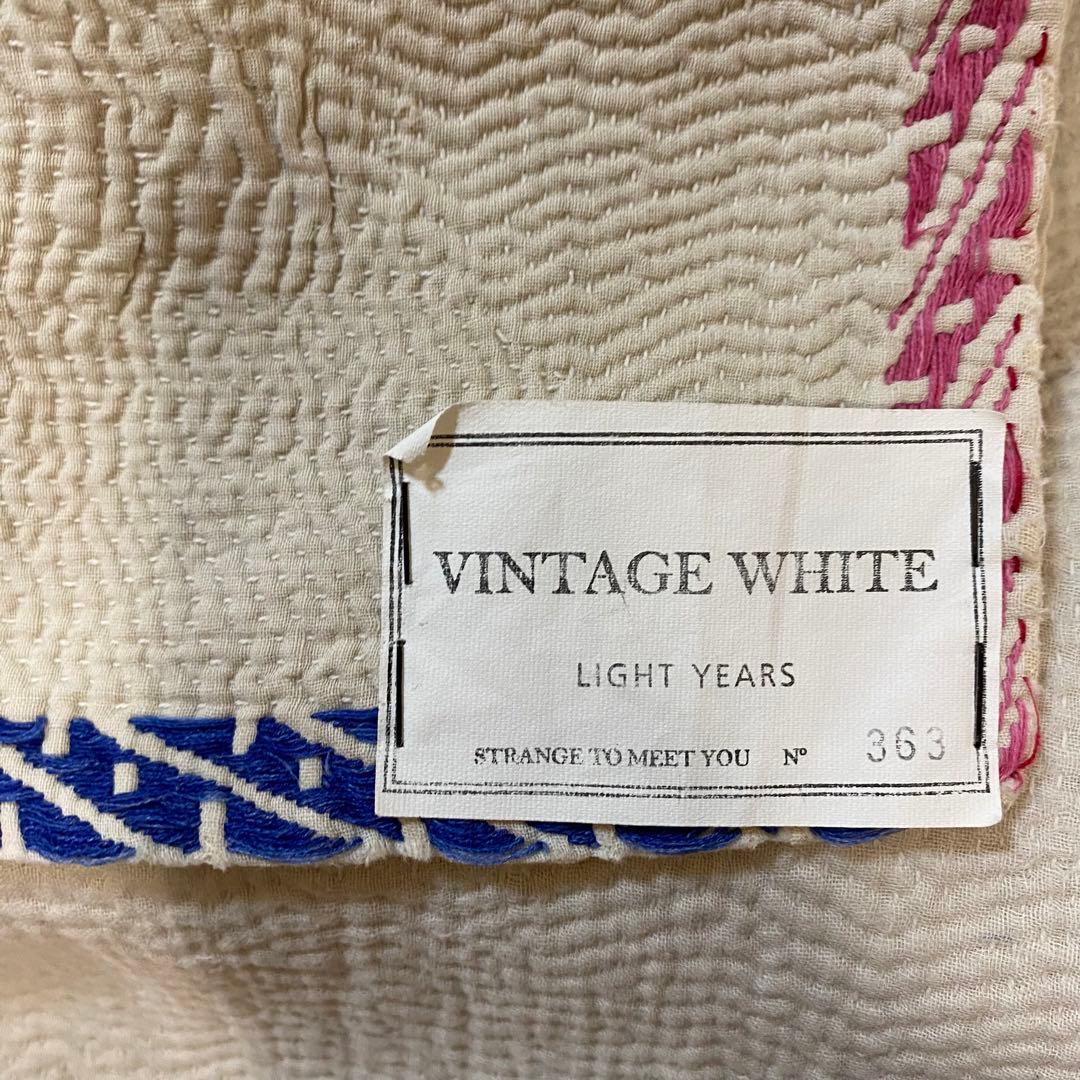 VINTAGE WHITE
LIGHT YEARS
STRANGE TO MEET YOU Nº 363